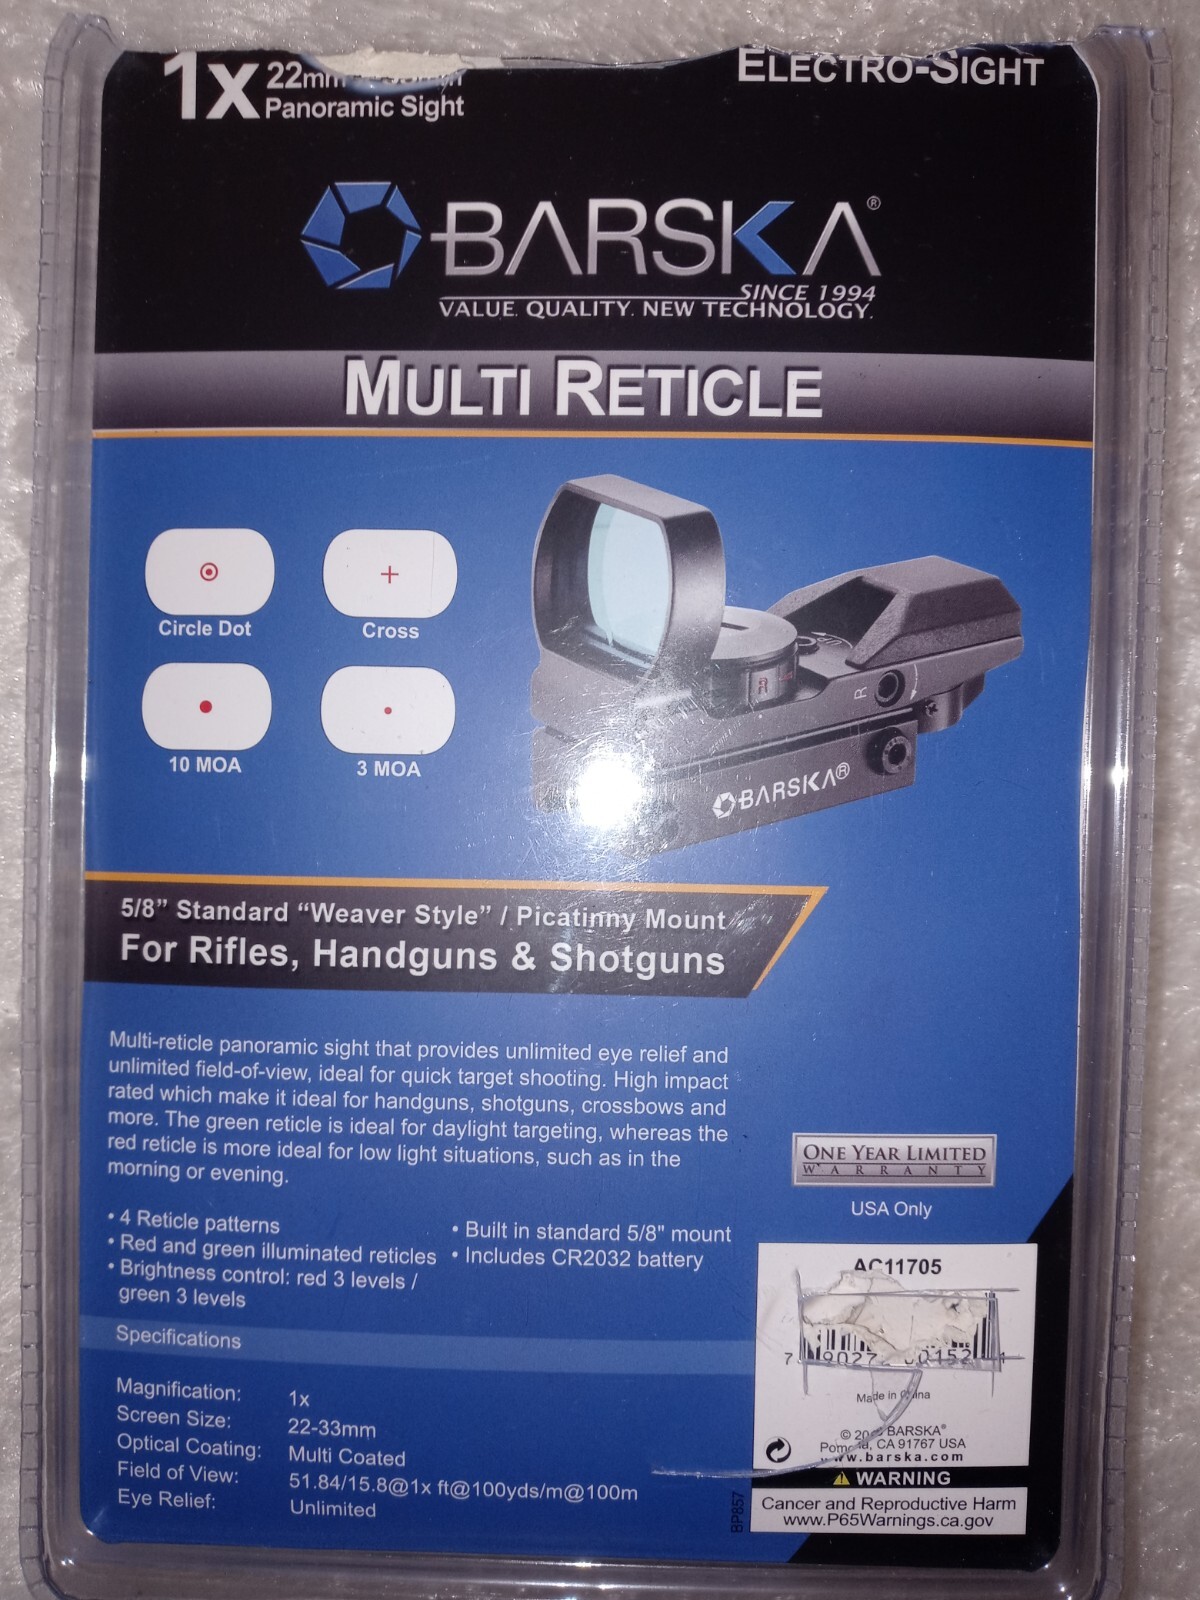 1x 22mm
Panoramic Sight
ELECTRO-SIGHT
BARSKA®
SINCE 1994
VALUE. QUALITY. NEW TECHNOLOGY.
MULTI RETICLE
Circle Dot
Cross
10 MOA
3 MOA
R
BARSKA®
5/8” Standard “Weaver Style” / Picatinny Mount
For Rifles, Handguns & Shotguns
Multi-reticle panoramic sight that provides unlimited eye relief and
unlimited field-of-view, ideal for quick target shooting. High impact
rated which make it ideal for handguns, shotguns, crossbows and
more. The green reticle is ideal for daylight targeting, whereas the
red reticle is more ideal for low light situations, such as in the
morning or evening.
• 4 Reticle patterns
• Red and green illuminated reticles
• Brightness control: red 3 levels /
green 3 levels
• Built in standard 5/8" mount
• Includes CR2032 battery
ONE YEAR LIMITED
WARRANTY
USA Only
Specifications
Magnification: 1x
Screen Size: 22-33mm
Optical Coating: Multi Coated
Field of View: 51.84/15.8@1x ft@100yds/m@100m
Eye Relief: Unlimited
AC11705
Made in China
© BARSKA®
Pomona, CA 91767 USA
www.barska.com
WARNING
Cancer and Reproductive Harm
www.P65Warnings.ca.gov
BP857